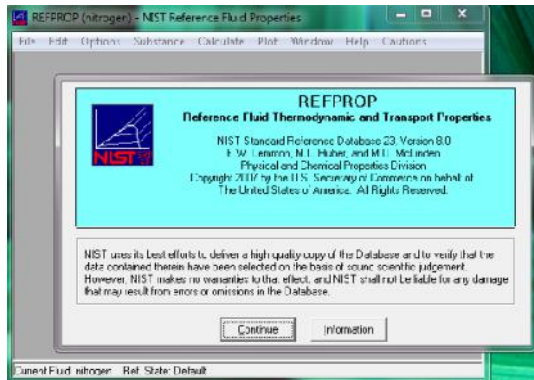 REFPROP (nitrogen) - NIST Reference Fluid Properties
File Edit Options Substance Calculate Plot Window Help Cautions
REFPROP
Reference Fluid Thermodynamic and Transport Properties
NIST
NIST Standard Reference Database 23, Version 8.0
E.W. Lemmon, M.L. Huber, and M.O. McLinden
Physical and Chemical Properties Division
Copyright 2007 by the U.S. Secretary of Commerce on behalf of
The United States of America. All Rights Reserved.
NIST uses its best efforts to deliver a high quality copy of the Database and to verify that the
data contained therein have been selected on the basis of sound scientific judgement.
However, NIST makes no warranties to that effect, and NIST shall not be liable for any damage
that may result from errors or omissions in the Database.
Continue Information
Current Fluid: nitrogen Ref. State: Default